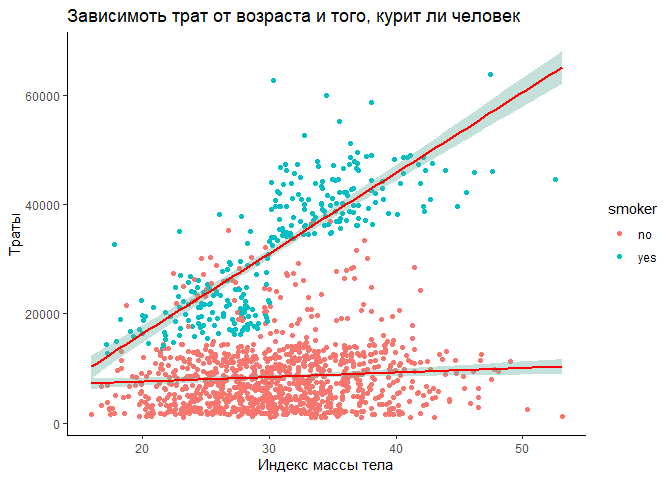 Зависимоть трат от возраста и того, курит ли человек
Траты
60000
40000
20000
0
20
30
40
50
Индекс массы тела
smoker
no
yes